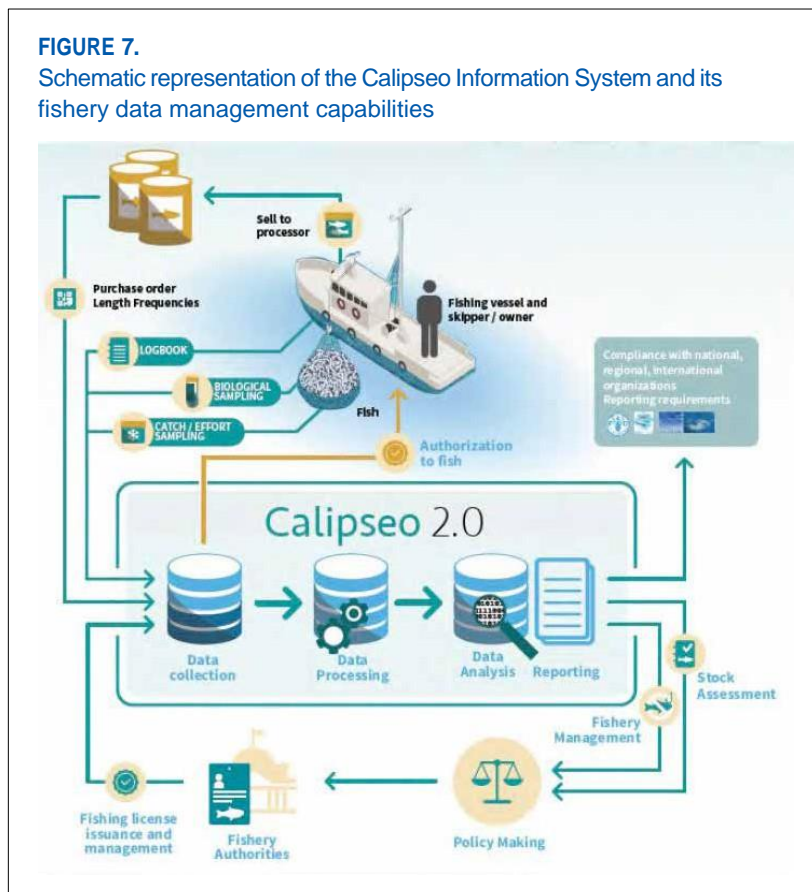 FIGURE 7.
Schematic representation of the Calipseo Information System and its
fishery data management capabilities
Sell to
processor
Purchase order
Length Frequencies
Fishing vessel and
skipper / owner
LOGBOOK
BIOLOGICAL
SAMPLING
CATCH / EFFORT
SAMPLING
Fish
Authorization
to fish
Compliance with national,
regional, international
organizations
Reporting requirements
Calipseo 2.0
Data
collection
Data
Processing
Data
Analysis
Reporting
Stock
Assessment
Fishery
Management
Fishing license
issuance and
management
Fishery
Authorities
Policy Making